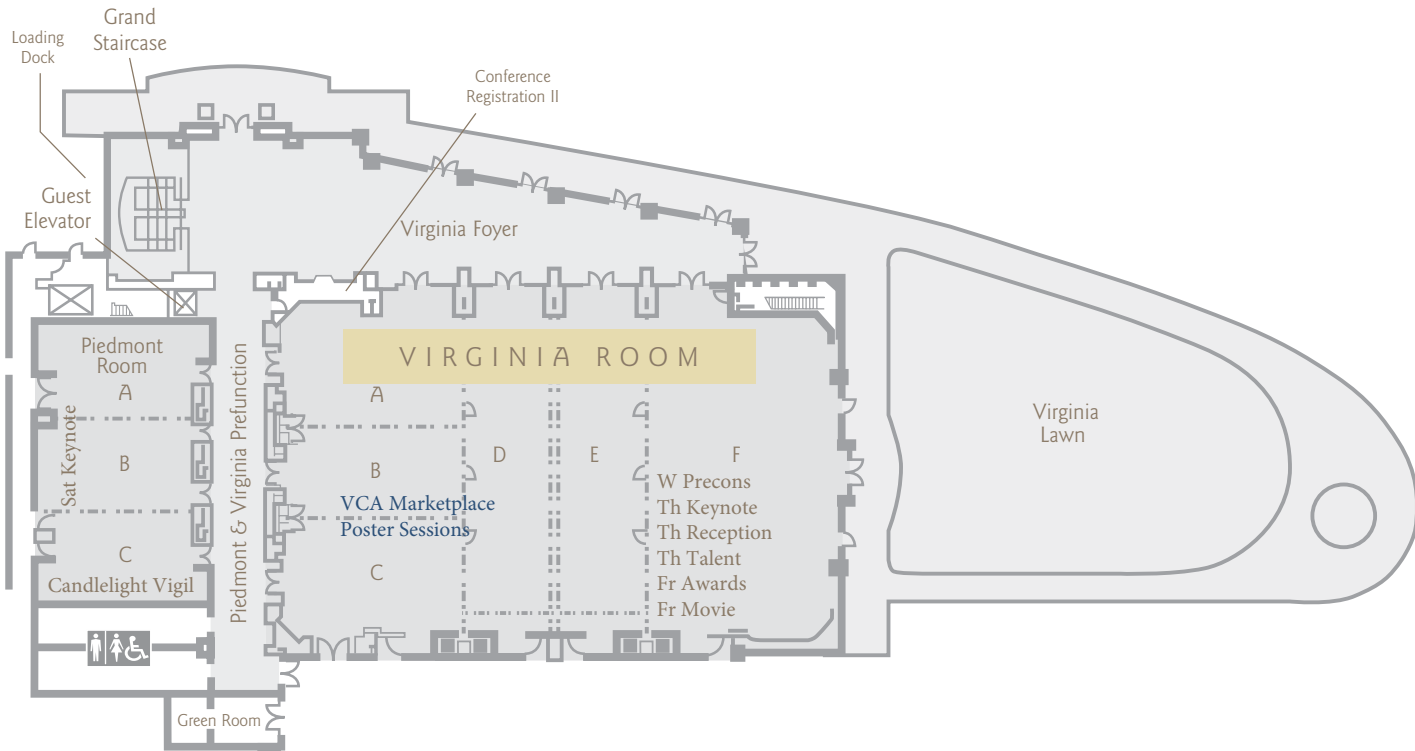 Grand
Staircase
Loading
Dock
Conference
Registration II
Guest
Elevator
Virginia Foyer
Piedmont
Room
A
B
C
Sat Keynote
Candlelight Vigil
Piedmont & Virginia Prefunction
VIRGINIA ROOM
A
B
VCA Marketplace
Poster Sessions
C
D
E
F
W Precons
Th Keynote
Th Reception
Th Talent
Fr Awards
Fr Movie
Virginia
Lawn
Green Room